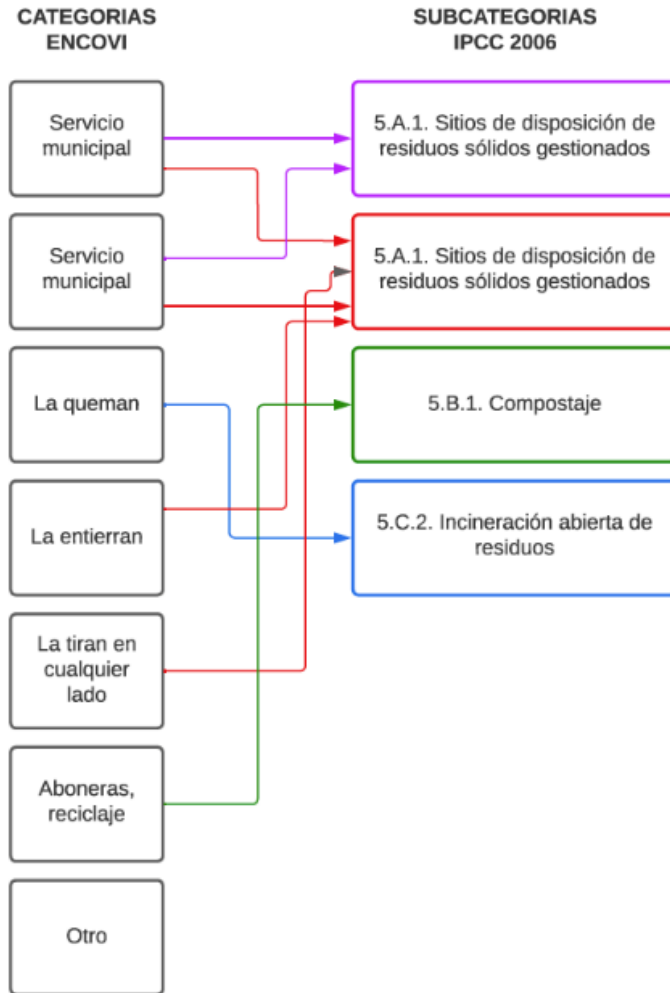 CATEGORIAS
ENCOVI
SUBCATEGORIAS
IPCC 2006
Servicio
municipal
5.A.1. Sitios de disposición de
residuos sólidos gestionados
Servicio
municipal
5.A.1. Sitios de disposición de
residuos sólidos gestionados
La queman
5.B.1. Compostaje
La entierran
5.C.2. Incineración abierta de
residuos
La tiran en
cualquier
lado
Aboneras,
reciclaje
Otro